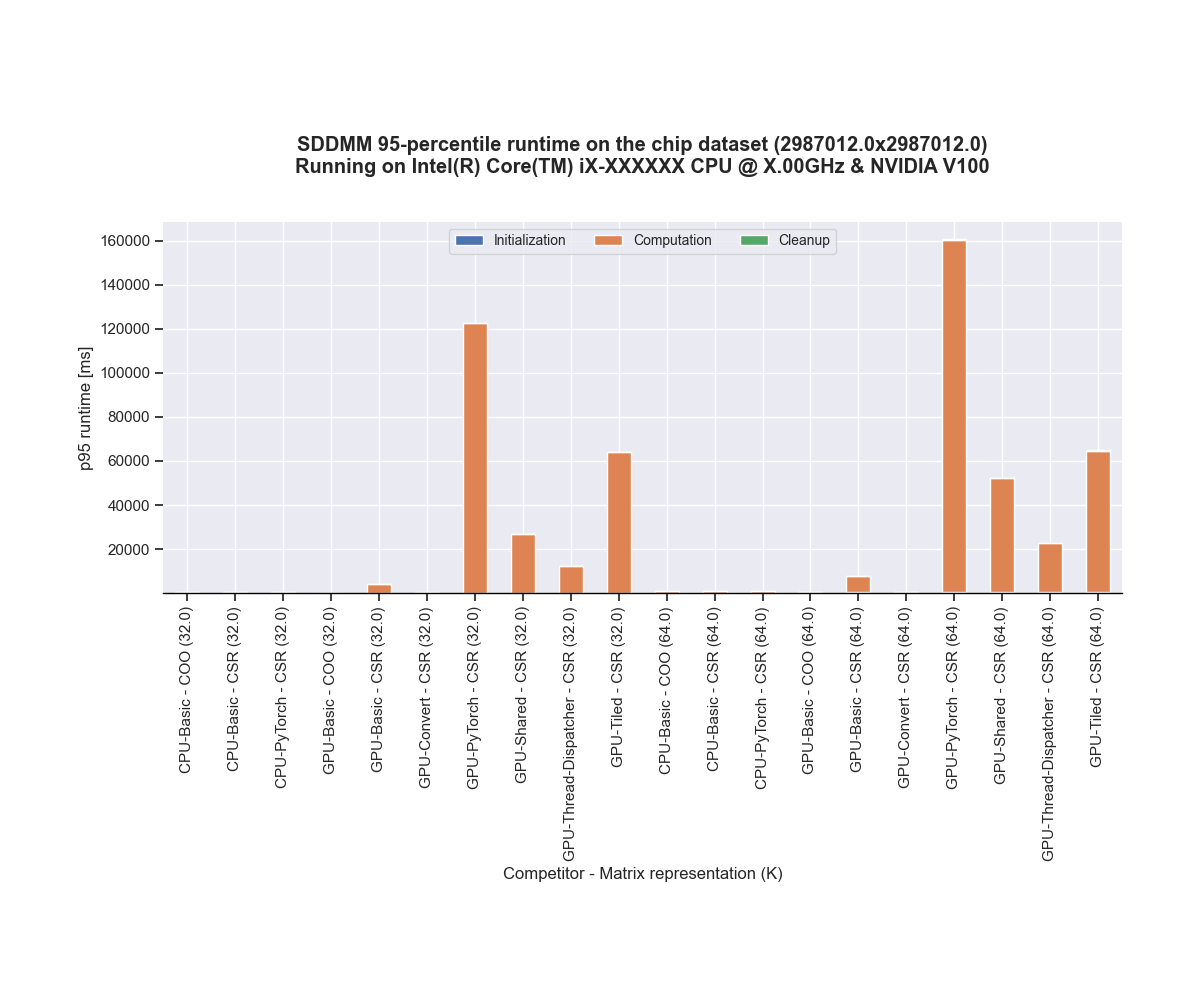 SDDMM 95-percentile runtime on the chip dataset (2987012.0x2987012.0)
Running on Intel(R) Core(TM) iX-XXXXXX CPU @ X.00GHz & NVIDIA V100
Initialization
Computation
Cleanup
p95 runtime [ms]
160000
140000
120000
100000
80000
60000
40000
20000
CPU-Basic - COO (32.0)
CPU-Basic - CSR (32.0)
CPU-PyTorch - CSR (32.0)
GPU-Basic - COO (32.0)
GPU-Basic - CSR (32.0)
GPU-Convert - CSR (32.0)
GPU-PyTorch - CSR (32.0)
GPU-Shared - CSR (32.0)
GPU-Thread-Dispatcher - CSR (32.0)
GPU-Tiled - CSR (32.0)
CPU-Basic - COO (64.0)
CPU-Basic - CSR (64.0)
CPU-PyTorch - CSR (64.0)
GPU-Basic - COO (64.0)
GPU-Basic - CSR (64.0)
GPU-Convert - CSR (64.0)
GPU-PyTorch - CSR (64.0)
GPU-Shared - CSR (64.0)
GPU-Thread-Dispatcher - CSR (64.0)
GPU-Tiled - CSR (64.0)
Competitor - Matrix representation (K)